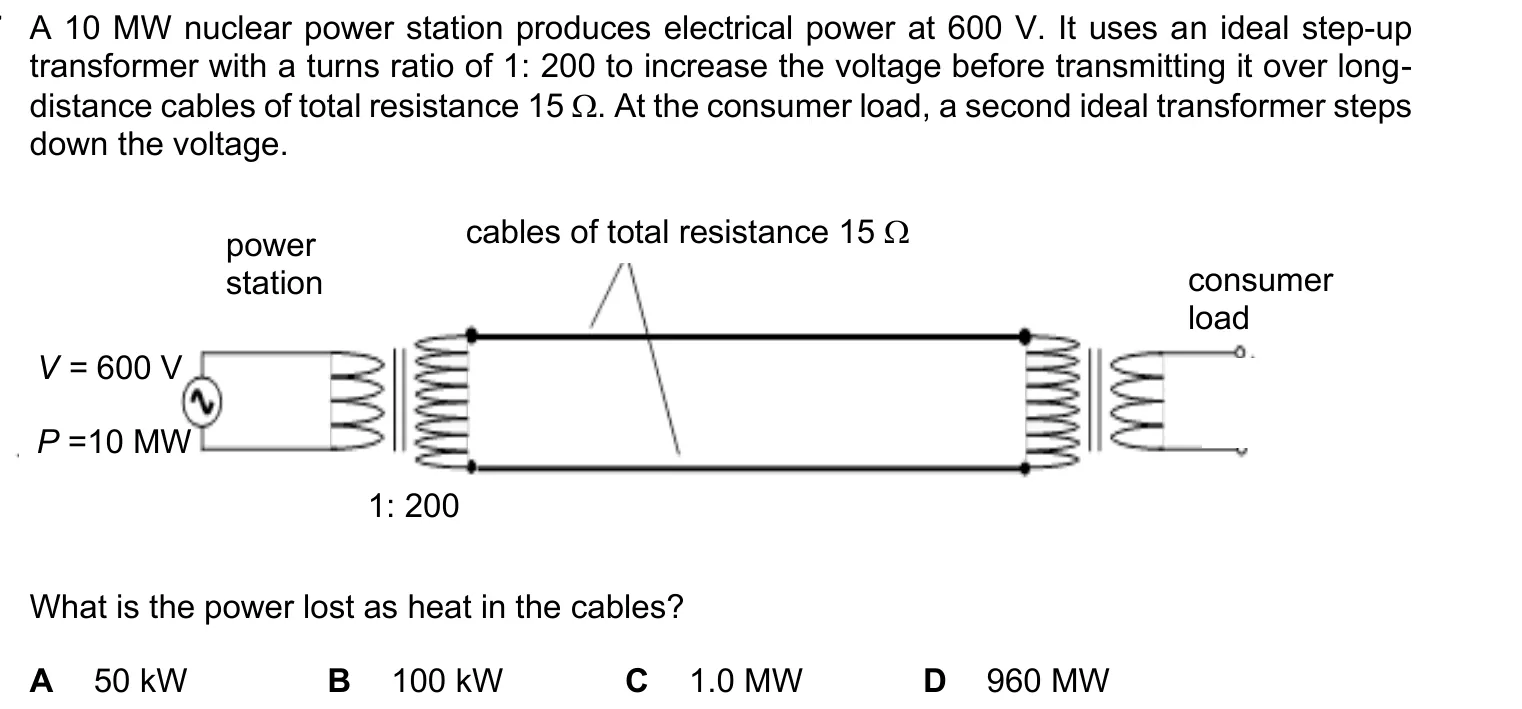 A 10 MW nuclear power station produces electrical power at 600 V. It uses an ideal step-up
transformer with a turns ratio of 1: 200 to increase the voltage before transmitting it over long-
distance cables of total resistance 15 Ω. At the consumer load, a second ideal transformer steps
down the voltage.
cables of total resistance 15 Ω
power
station
consumer
load
V = 600 V
P =10 MW
1: 200
What is the power lost as heat in the cables?
A 50 kW B 100 kW C 1.0 MW D 960 MW